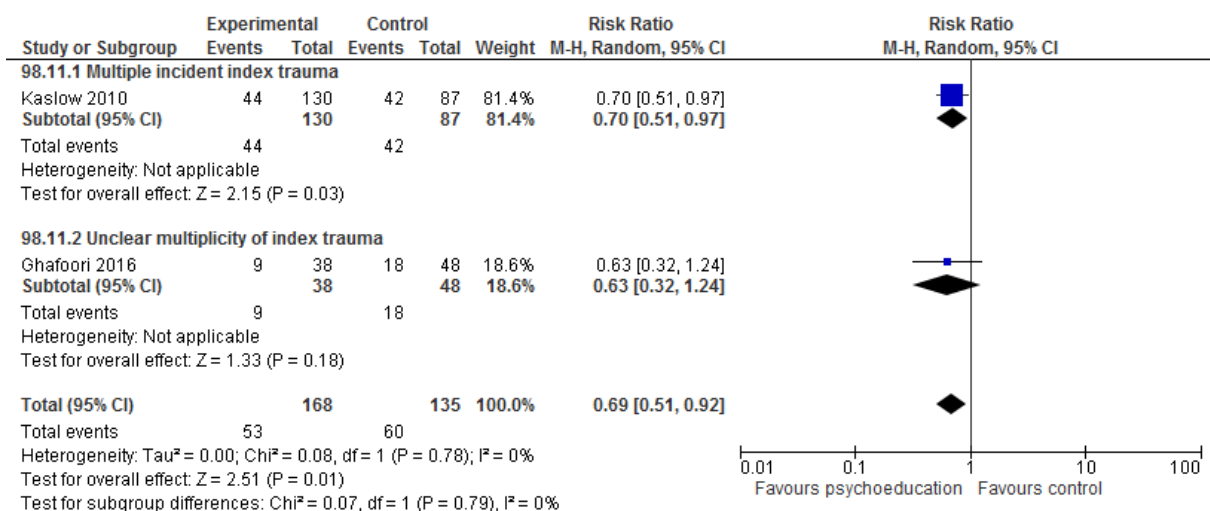 Experimental Control Risk Ratio Risk Ratio
Study or Subgroup Events Total Events Total Weight M-H, Random, 95% CI M-H, Random, 95% CI
98.11.1 Multiple incident index trauma
Kaslow 2010 44 130 42 87 81.4% 0.70 [0.51, 0.97]
Subtotal (95% CI) 130 87 81.4% 0.70 [0.51, 0.97]
Total events 44 42
Heterogeneity: Not applicable
Test for overall effect: Z = 2.15 (P = 0.03)
98.11.2 Unclear multiplicity of index trauma
Ghafoori 2016 9 38 18 48 18.6% 0.63 [0.32, 1.24]
Subtotal (95% CI) 38 48 18.6% 0.63 [0.32, 1.24]
Total events 9 18
Heterogeneity: Not applicable
Test for overall effect: Z = 1.33 (P = 0.18)
Total (95% CI) 168 135 100.0% 0.69 [0.51, 0.92]
Total events 53 60
Heterogeneity: Tau² = 0.00; Chi² = 0.08, df = 1 (P = 0.78); I² = 0%
Test for overall effect: Z = 2.51 (P = 0.01)
Test for subgroup differences: Chi² = 0.07, df = 1 (P = 0.79), I² = 0%
0.01 0.1 1 10 100
Favours psychoeducation Favours control